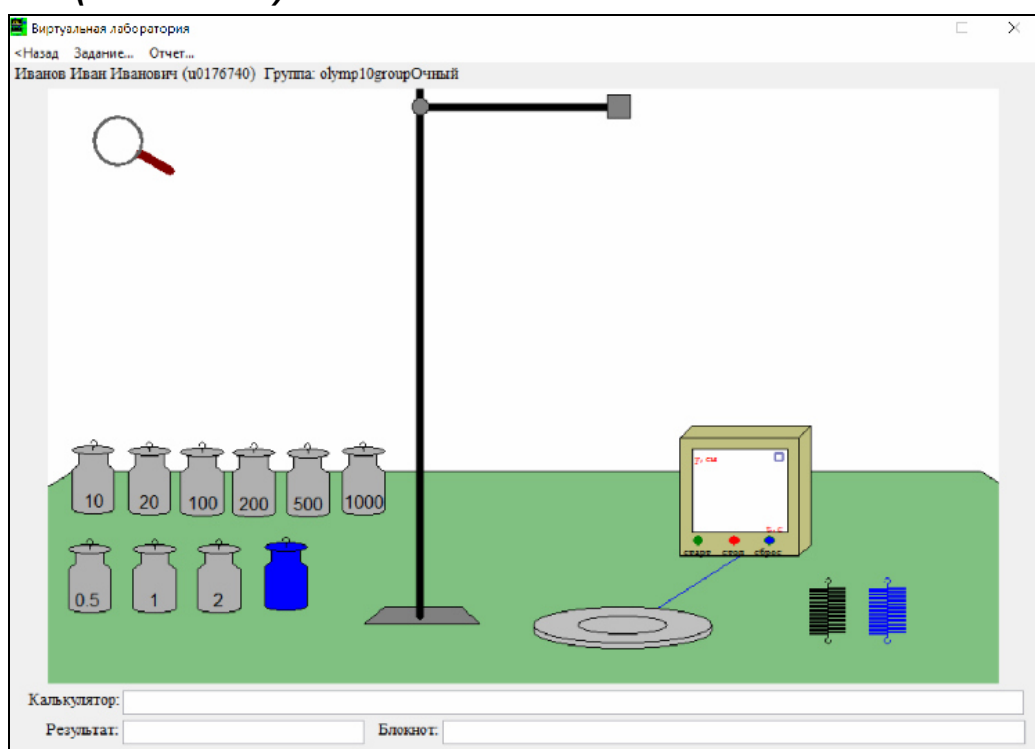 Виртуальная лаборатория
<Назад Задание... Отчет...
Иванов Иван Иванович (u0176740) Группа: olymp10groupОчный
y, см
10 20 100 200 500 1000
t, с
старт стоп сброс
0.5 1 2
Калькулятор:
Результат: Блокнот: